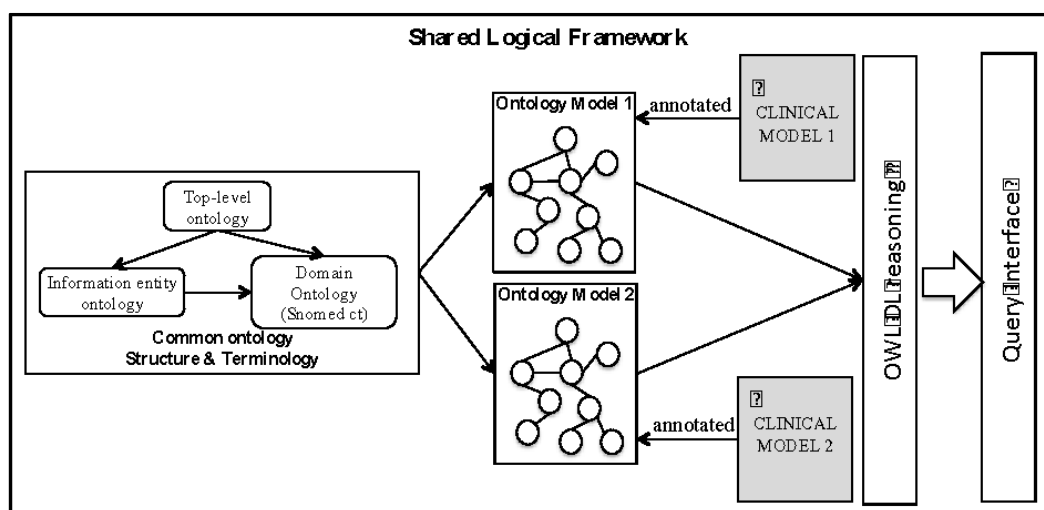 Shared Logical Framework
Top-level
ontology
Information entity
ontology
Domain
Ontology
(Snomed ct)
Common ontology
Structure & Terminology
Ontology Model 1
annotated
CLINICAL
MODEL 1
Ontology Model 2
annotated
CLINICAL
MODEL 2
OWL DL reasoning
Query Interface